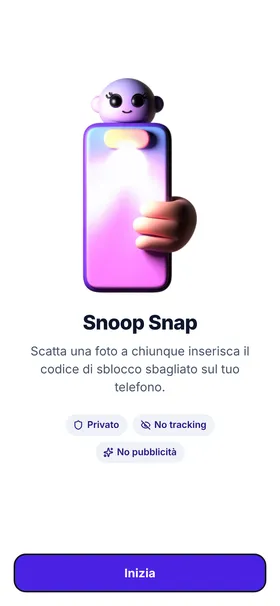 Snoop Snap
Scatta una foto a chiunque inserisca il
codice di sblocco sbagliato sul tuo
telefono.
Privato
No tracking
No pubblicità
Inizia